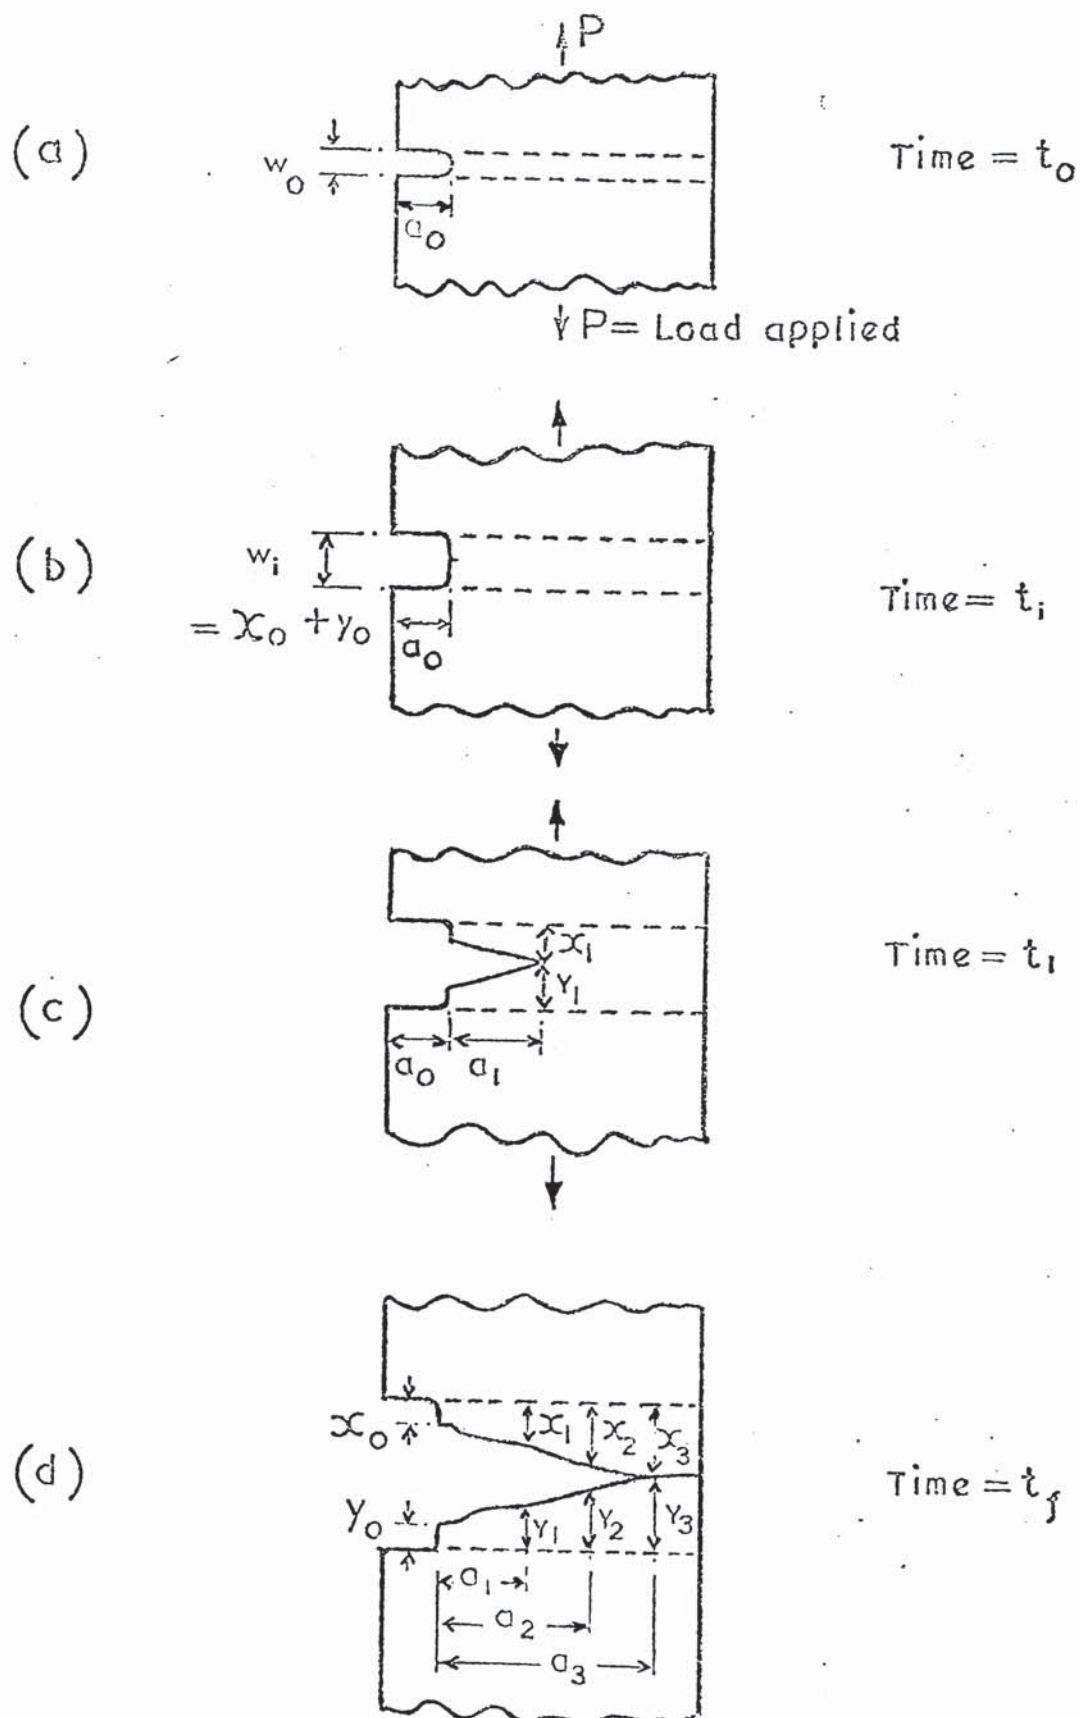 P
(a)
w₀
a₀
Time = t₀
P = Load applied
(b)
wᵢ
= x₀ + y₀
a₀
Time = tᵢ
(c)
x₁
y₁
a₀ a₁
Time = t₁
(d)
x₀
x₁ x₂ x₃
y₀
y₁ y₂ y₃
a₁
a₂
a₃
Time = tⱼ